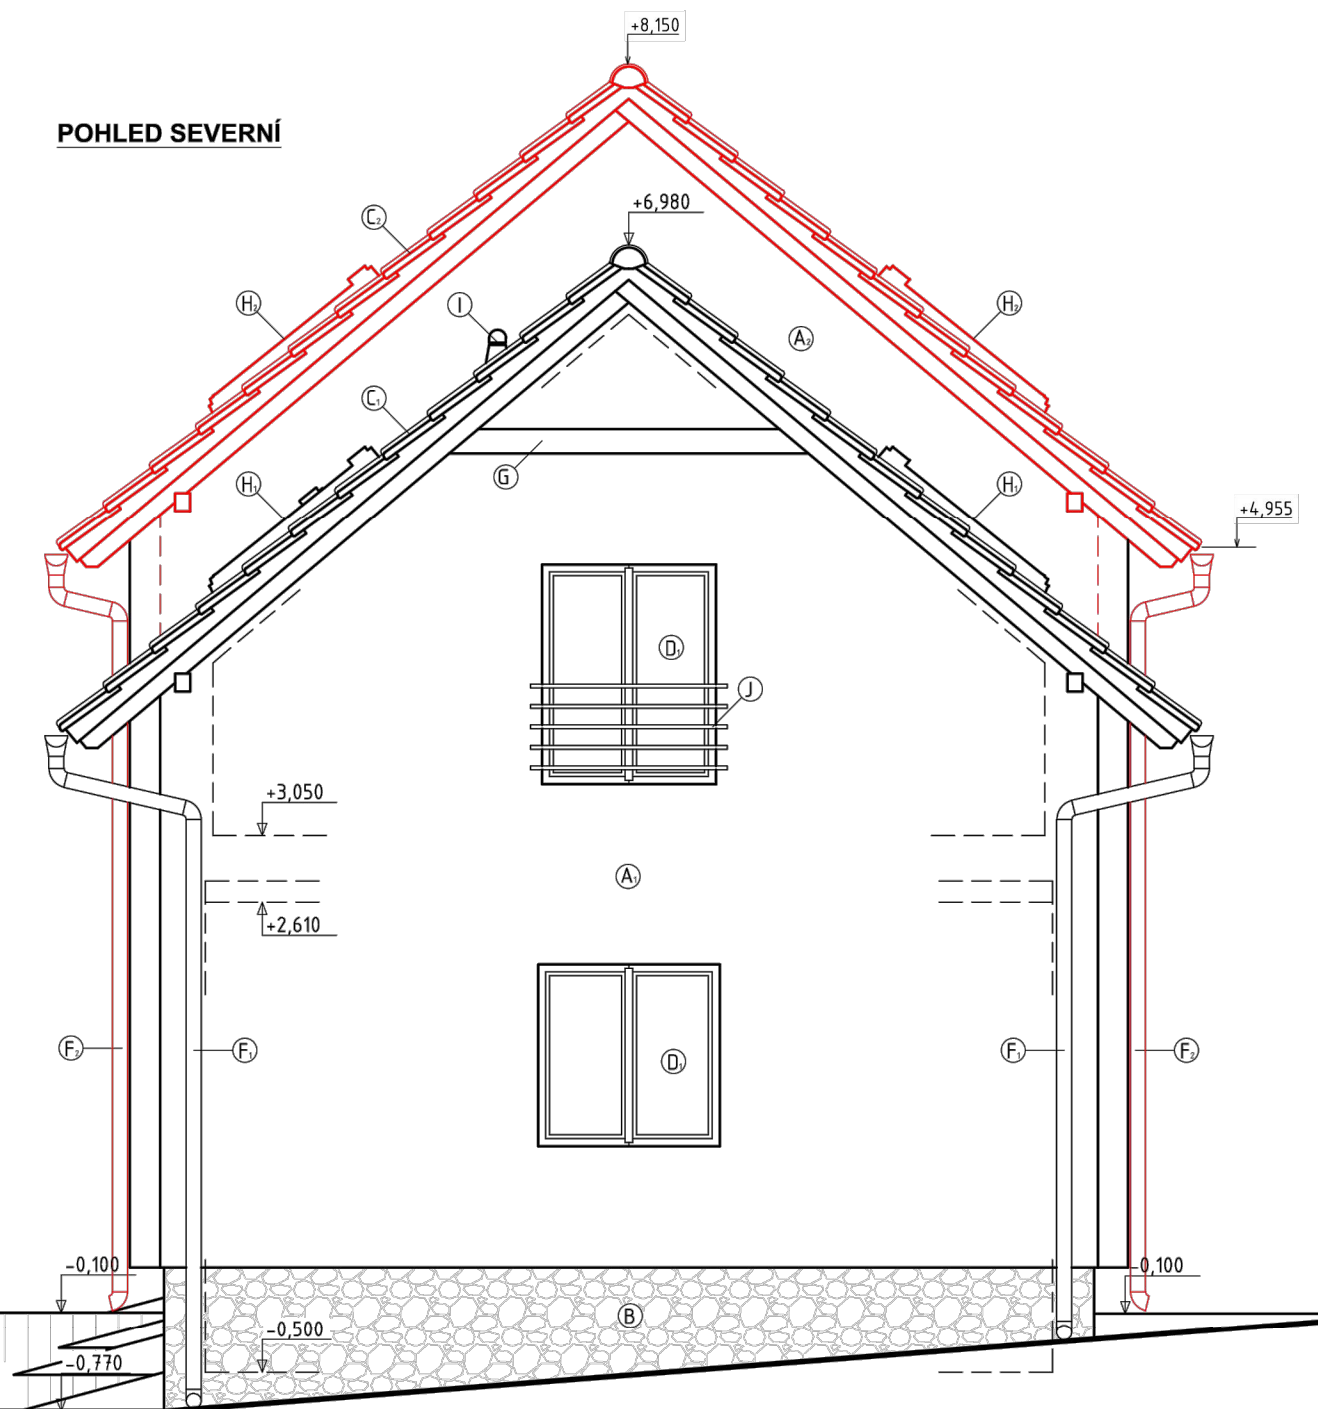 +8,150
POHLED SEVERNÍ
+6,980
C₂
H₂
I
H₂
A₂
C₁
G
H₁
H₁
+4,955
D₁
J
+3,050
A₁
+2,610
F₂
F₁
D₁
F₁
F₂
-0,100
-0,100
B
-0,500
-0,770